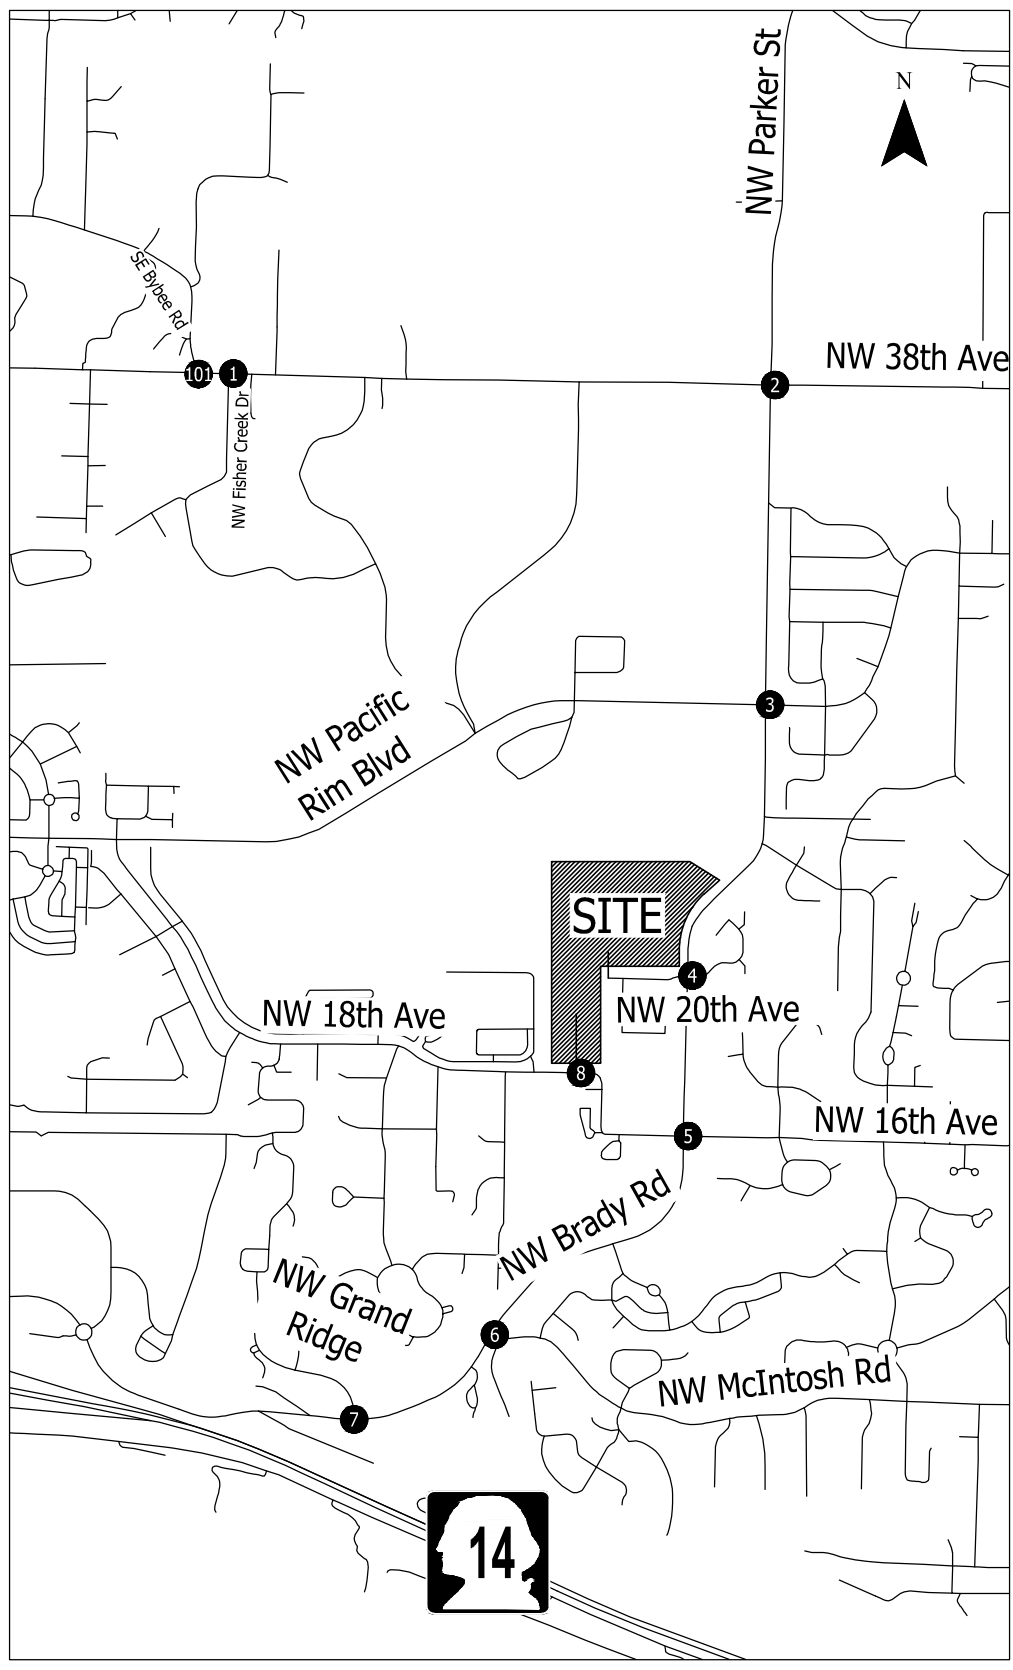 NW Parker St
N
SE Bybee Rd
NW 38th Ave
101
1
2
NW Fisher Creek Dr
3
NW Pacific
Rim Blvd
SITE
4
NW 20th Ave
NW 18th Ave
8
NW 16th Ave
5
NW Brady Rd
NW Grand
Ridge
6
NW McIntosh Rd
7
14